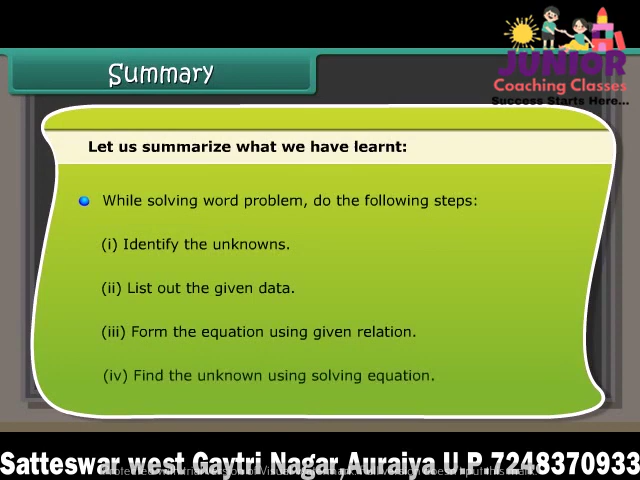 Summary
JUNIOR
Coaching Classes
Success Starts Here...
Let us summarize what we have learnt:
While solving word problem, do the following steps:
(i) Identify the unknowns.
(ii) List out the given data.
(iii) Form the equation using given relation.
(iv) Find the unknown using solving equation.
Satteswar west Gaytri Nagar,Auraiya U.P.7248370933